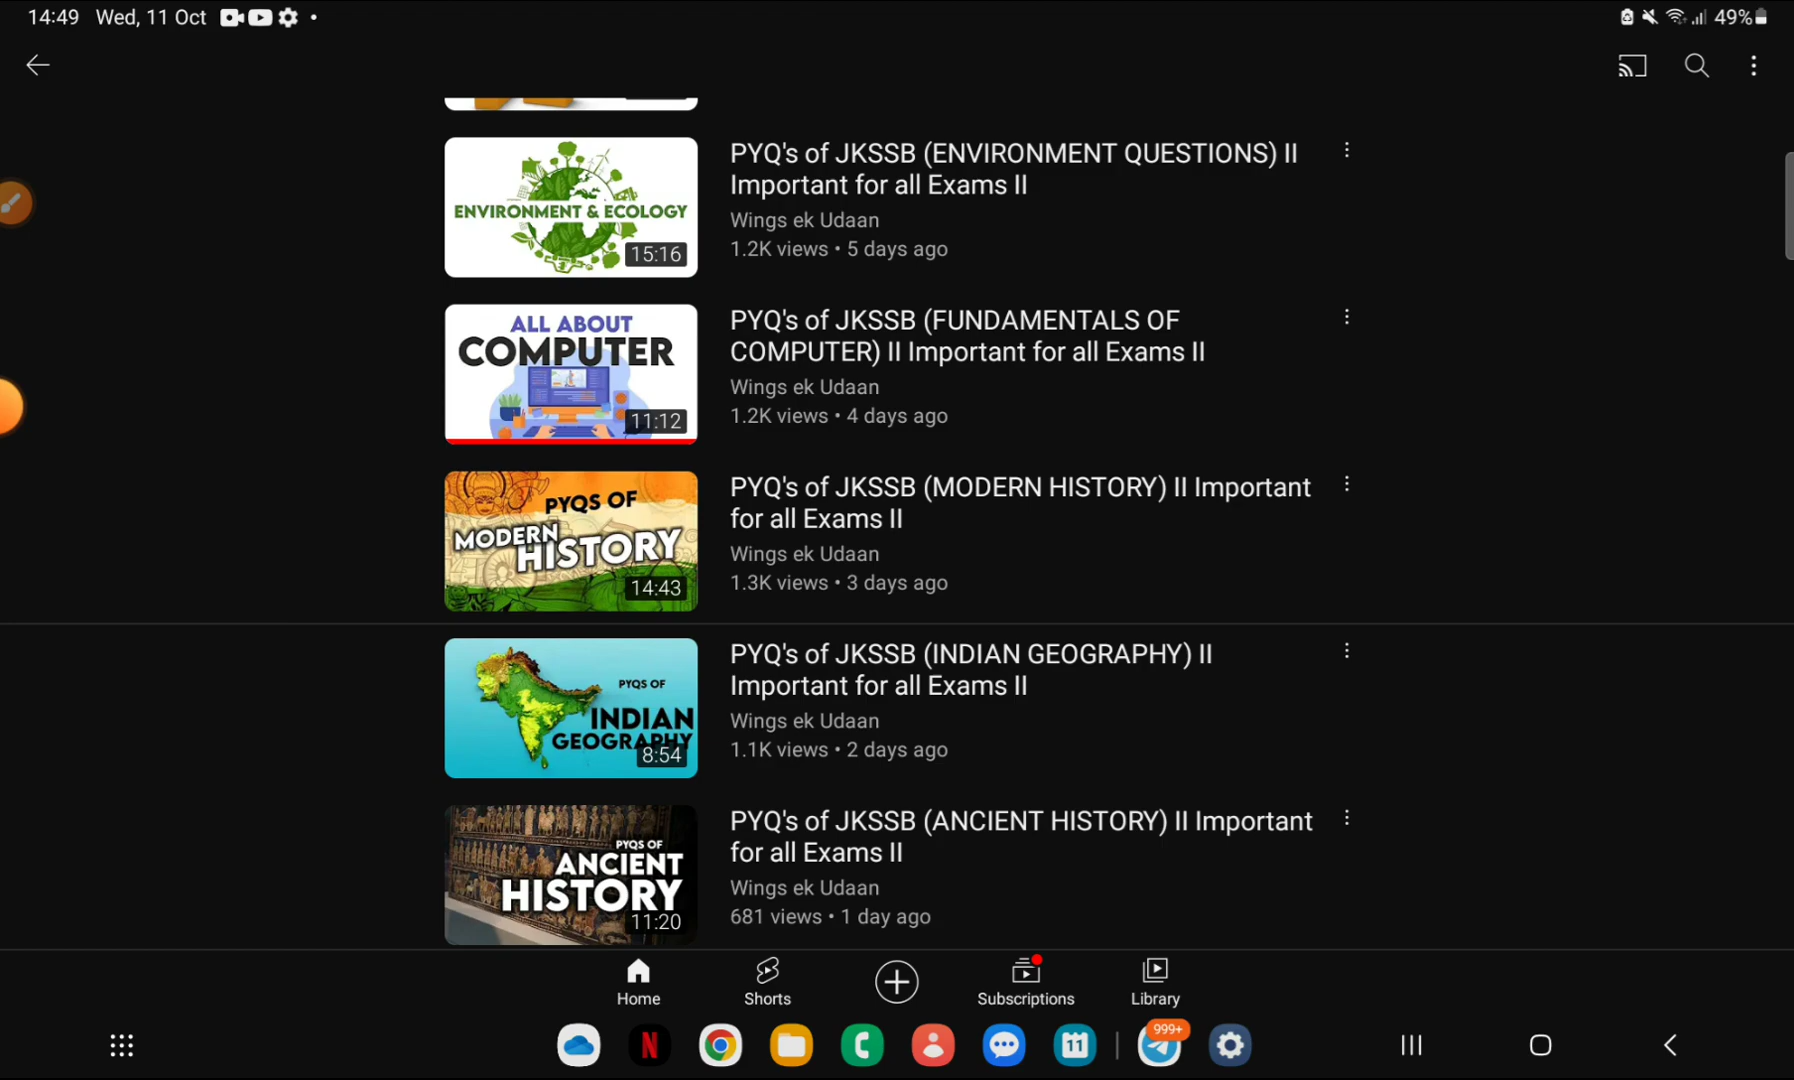 14:49 Wed, 11 Oct
49%
ENVIRONMENT & ECOLOGY
15:16
PYQ's of JKSSB (ENVIRONMENT QUESTIONS) II
Important for all Exams II
Wings ek Udaan
1.2K views • 5 days ago
ALL ABOUT
COMPUTER
11:12
PYQ's of JKSSB (FUNDAMENTALS OF
COMPUTER) II Important for all Exams II
Wings ek Udaan
1.2K views • 4 days ago
PYQS OF
MODERN
HISTORY
14:43
PYQ's of JKSSB (MODERN HISTORY) II Important
for all Exams II
Wings ek Udaan
1.3K views • 3 days ago
PYQS OF
INDIAN
GEOGRAPHY
8:54
PYQ's of JKSSB (INDIAN GEOGRAPHY) II
Important for all Exams II
Wings ek Udaan
1.1K views • 2 days ago
PYQS OF
ANCIENT
HISTORY
11:20
PYQ's of JKSSB (ANCIENT HISTORY) II Important
for all Exams II
Wings ek Udaan
681 views • 1 day ago
Home Shorts Subscriptions Library
N
11
999+